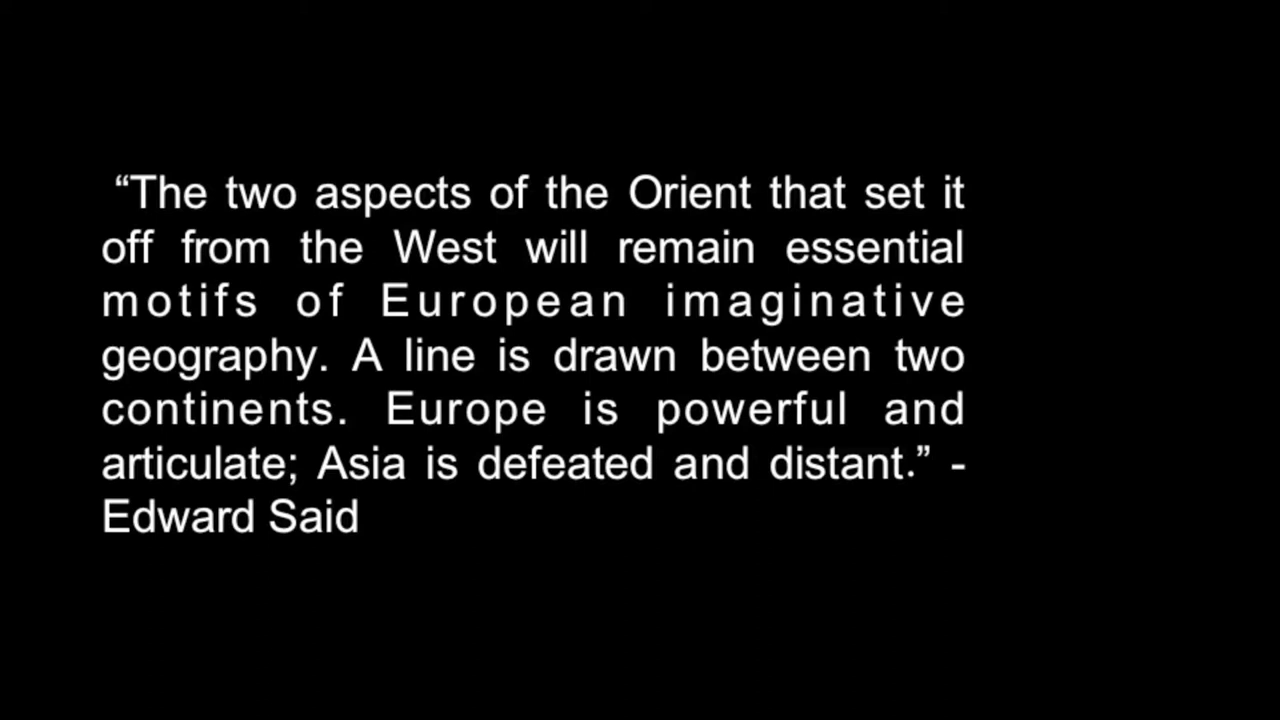 “The two aspects of the Orient that set it
off from the West will remain essential
motifs of European imaginative
geography. A line is drawn between two
continents. Europe is powerful and
articulate; Asia is defeated and distant.” -
Edward Said